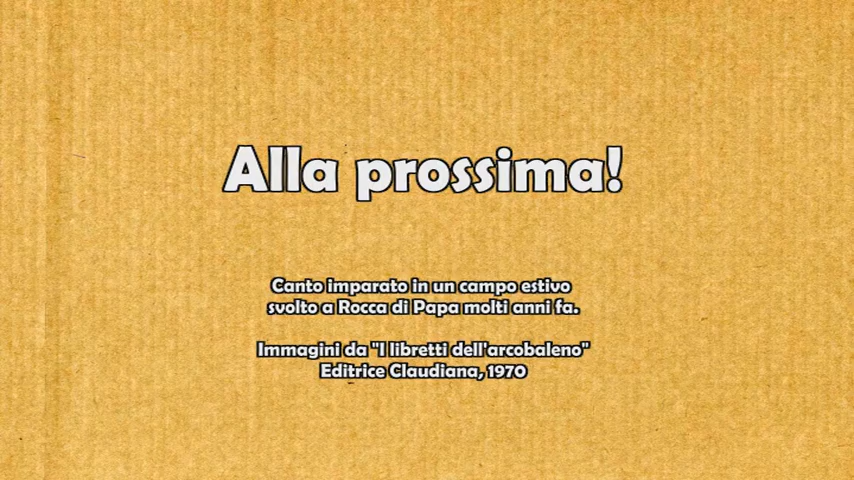 Alla prossima!
Canto imparato in un campo estivo
svolto a Rocca di Papa molti anni fa.
Immagini da "I libretti dell'arcobaleno"
Editrice Claudiana, 1970